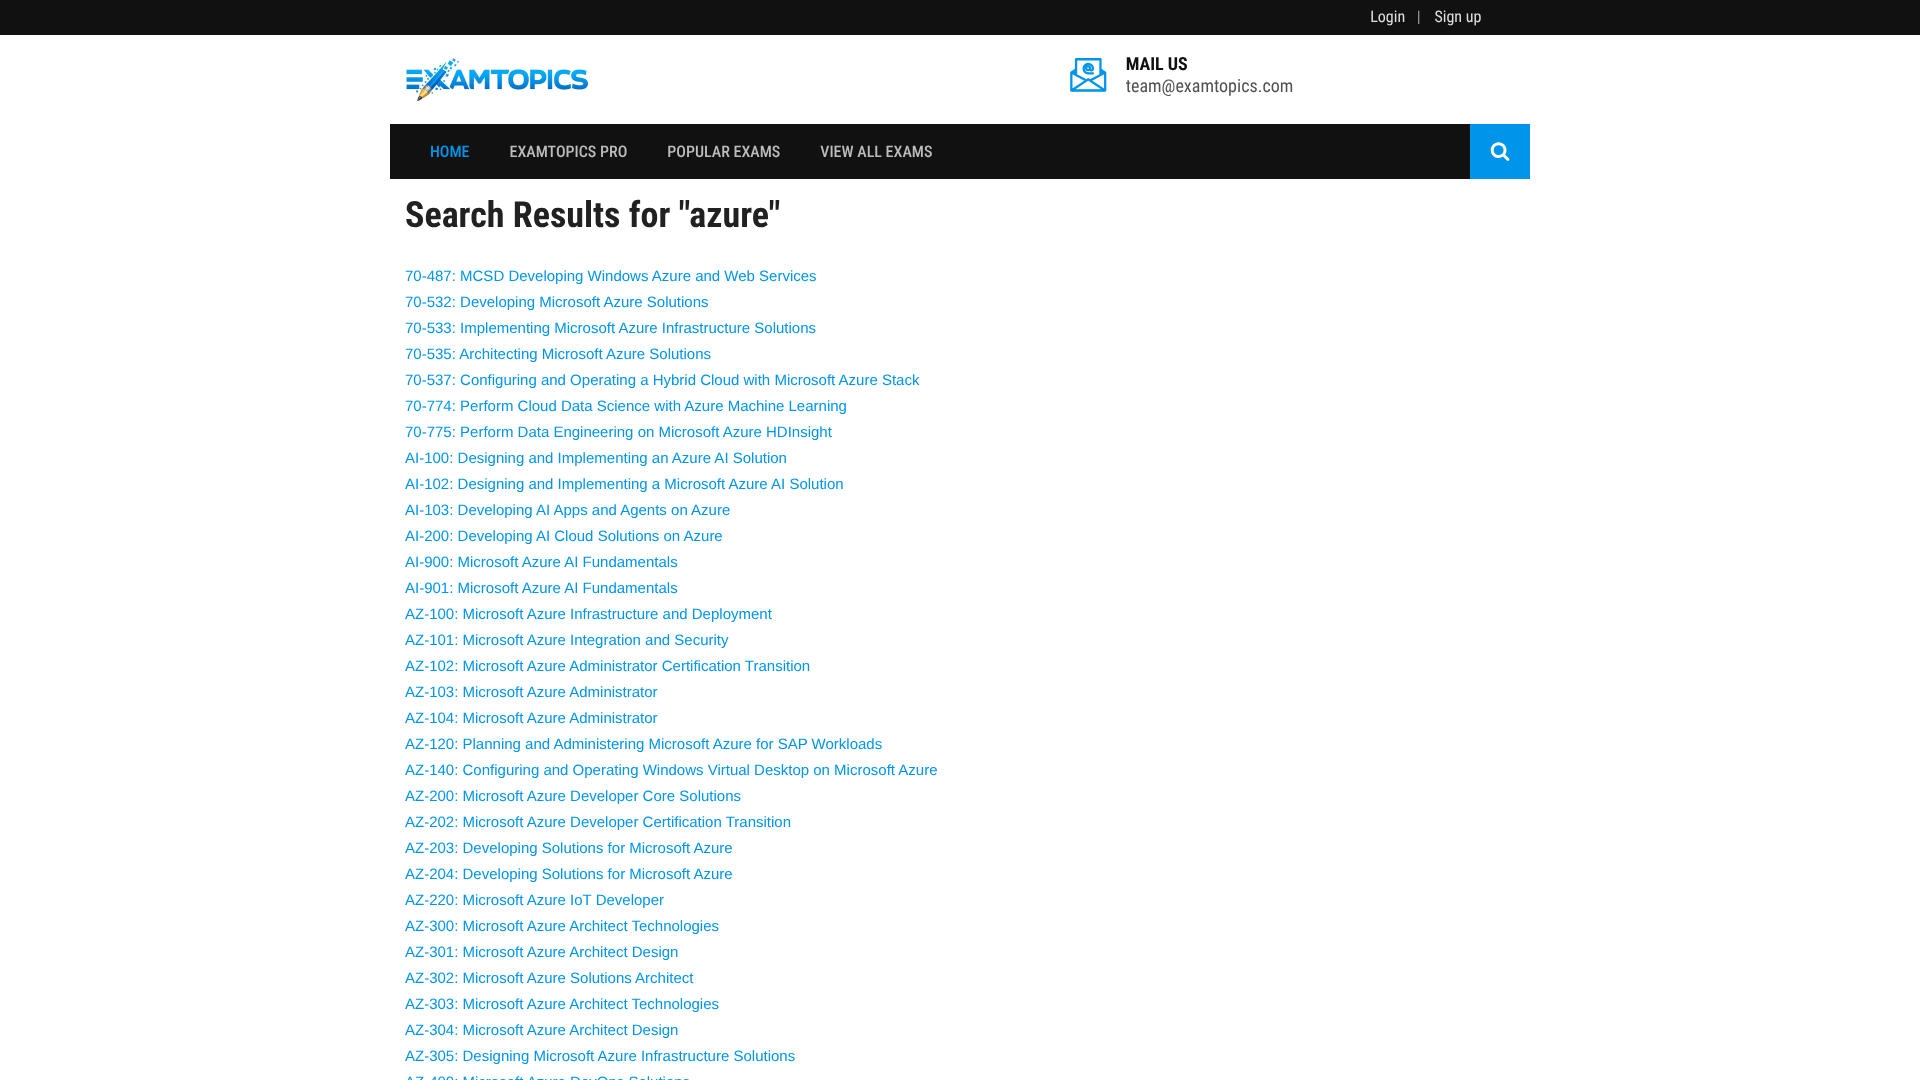 Login | Sign up
EXAMTOPICS
MAIL US
team@examtopics.com
HOME EXAMTOPICS PRO POPULAR EXAMS VIEW ALL EXAMS
Search Results for "azure"
70-487: MCSD Developing Windows Azure and Web Services
70-532: Developing Microsoft Azure Solutions
70-533: Implementing Microsoft Azure Infrastructure Solutions
70-535: Architecting Microsoft Azure Solutions
70-537: Configuring and Operating a Hybrid Cloud with Microsoft Azure Stack
70-774: Perform Cloud Data Science with Azure Machine Learning
70-775: Perform Data Engineering on Microsoft Azure HDInsight
AI-100: Designing and Implementing an Azure AI Solution
AI-102: Designing and Implementing a Microsoft Azure AI Solution
AI-103: Developing AI Apps and Agents on Azure
AI-200: Developing AI Cloud Solutions on Azure
AI-900: Microsoft Azure AI Fundamentals
AI-901: Microsoft Azure AI Fundamentals
AZ-100: Microsoft Azure Infrastructure and Deployment
AZ-101: Microsoft Azure Integration and Security
AZ-102: Microsoft Azure Administrator Certification Transition
AZ-103: Microsoft Azure Administrator
AZ-104: Microsoft Azure Administrator
AZ-120: Planning and Administering Microsoft Azure for SAP Workloads
AZ-140: Configuring and Operating Windows Virtual Desktop on Microsoft Azure
AZ-200: Microsoft Azure Developer Core Solutions
AZ-202: Microsoft Azure Developer Certification Transition
AZ-203: Developing Solutions for Microsoft Azure
AZ-204: Developing Solutions for Microsoft Azure
AZ-220: Microsoft Azure IoT Developer
AZ-300: Microsoft Azure Architect Technologies
AZ-301: Microsoft Azure Architect Design
AZ-302: Microsoft Azure Solutions Architect
AZ-303: Microsoft Azure Architect Technologies
AZ-304: Microsoft Azure Architect Design
AZ-305: Designing Microsoft Azure Infrastructure Solutions
AZ-400: Microsoft Azure DevOps Solutions